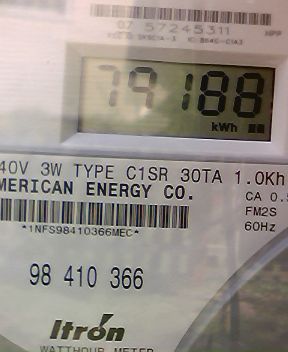 07 57245311
79188
kWh
40V 3W TYPE C1SR 30TA 1.0Kh
MERICAN ENERGY CO.
CA 0.5
FM2S
60Hz
*1NFS98410366MEC*
98 410 366
Itron
WATTHOUR METER